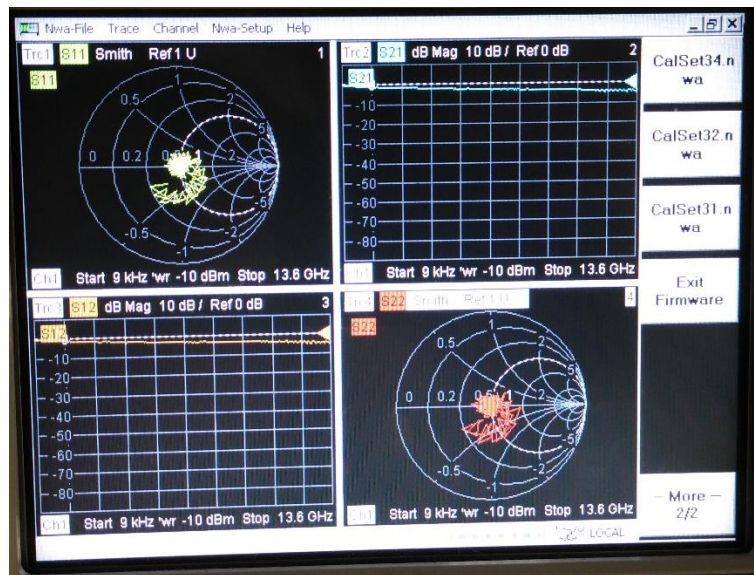 Nwa-File Trace Channel Nwa-Setup Help
Trc1 S11 Smith Ref 1 U 1
S11
1
0.5
2
5
0 0.2 1
-5
-0.5
-2
-1
Ch1 Start 9 kHz Pwr -10 dBm Stop 13.6 GHz
Trc2 S21 dB Mag 10 dB / Ref 0 dB 2
S21
-10
-20
-30
-40
-50
-60
-70
-80
Ch1 Start 9 kHz Pwr -10 dBm Stop 13.6 GHz
Trc3 S12 dB Mag 10 dB / Ref 0 dB 3
S12
-10
-20
-30
-40
-50
-60
-70
-80
Ch1 Start 9 kHz Pwr -10 dBm Stop 13.6 GHz
Trc4 S22 Smith Ref 1 U 4
S22
1
0.5
2
5
0 0.2 1
-5
-0.5
-2
-1
Ch1 Start 9 kHz Pwr -10 dBm Stop 13.6 GHz
CalSet34.n
wa
CalSet32.n
wa
CalSet31.n
wa
Exit
Firmware
— More —
2/2
LOCAL